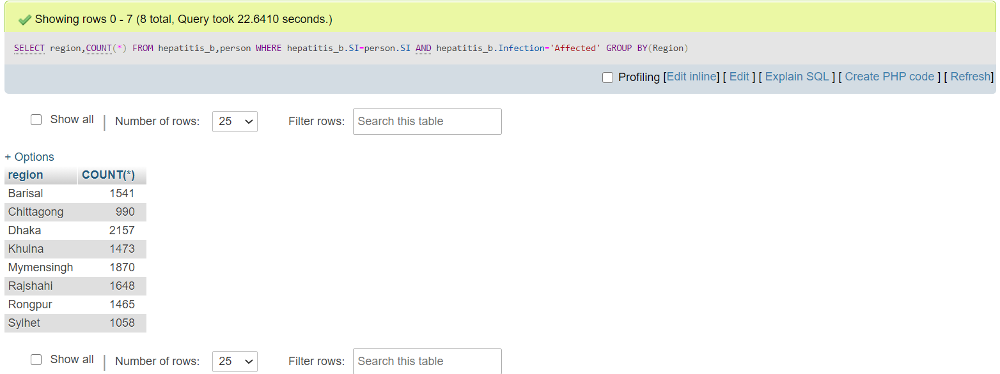 Showing rows 0 - 7 (8 total, Query took 22.6410 seconds.)
SELECT region,COUNT(*) FROM hepatitis_b,person WHERE hepatitis_b.SI=person.SI AND hepatitis_b.Infection='Affected' GROUP BY(Region)
Profiling [Edit inline] [ Edit ] [ Explain SQL ] [ Create PHP code ] [ Refresh]
Show all | Number of rows: 25 Filter rows: Search this table
+ Options
region COUNT(*)
Barisal 1541
Chittagong 990
Dhaka 2157
Khulna 1473
Mymensingh 1870
Rajshahi 1648
Rongpur 1465
Sylhet 1058
Show all | Number of rows: 25 Filter rows: Search this table